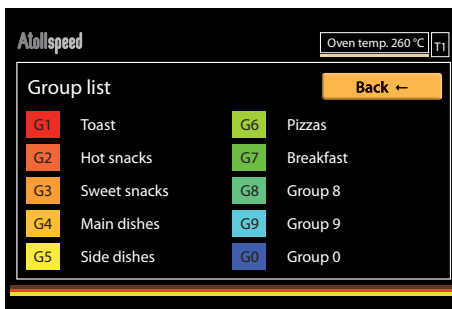 Atollspeed
Oven temp. 260 °C T1
Group list
Back ←
G1 Toast
G2 Hot snacks
G3 Sweet snacks
G4 Main dishes
G5 Side dishes
G6 Pizzas
G7 Breakfast
G8 Group 8
G9 Group 9
G0 Group 0